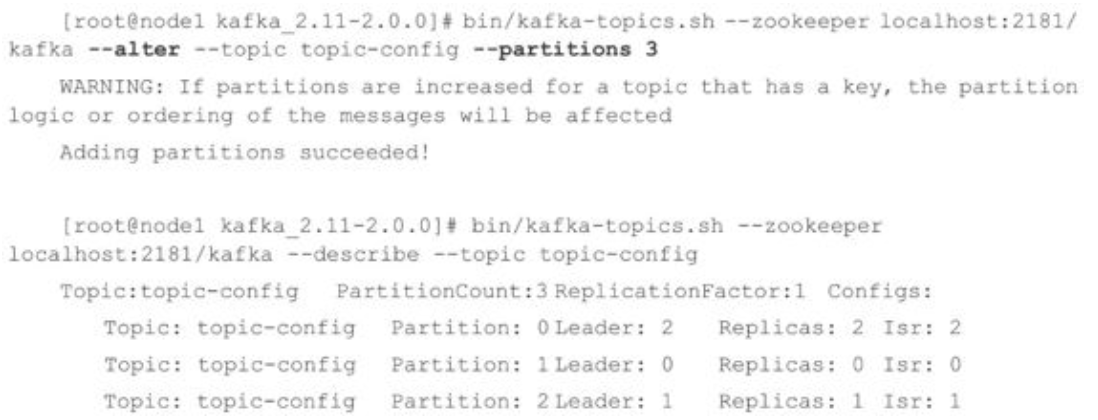 [root@node1 kafka_2.11-2.0.0]# bin/kafka-topics.sh --zookeeper localhost:2181/
kafka --alter --topic topic-config --partitions 3
WARNING: If partitions are increased for a topic that has a key, the partition
logic or ordering of the messages will be affected
Adding partitions succeeded!
[root@node1 kafka_2.11-2.0.0]# bin/kafka-topics.sh --zookeeper
localhost:2181/kafka --describe --topic topic-config
Topic:topic-config PartitionCount:3 ReplicationFactor:1 Configs:
Topic: topic-config Partition: 0 Leader: 2 Replicas: 2 Isr: 2
Topic: topic-config Partition: 1 Leader: 0 Replicas: 0 Isr: 0
Topic: topic-config Partition: 2 Leader: 1 Replicas: 1 Isr: 1